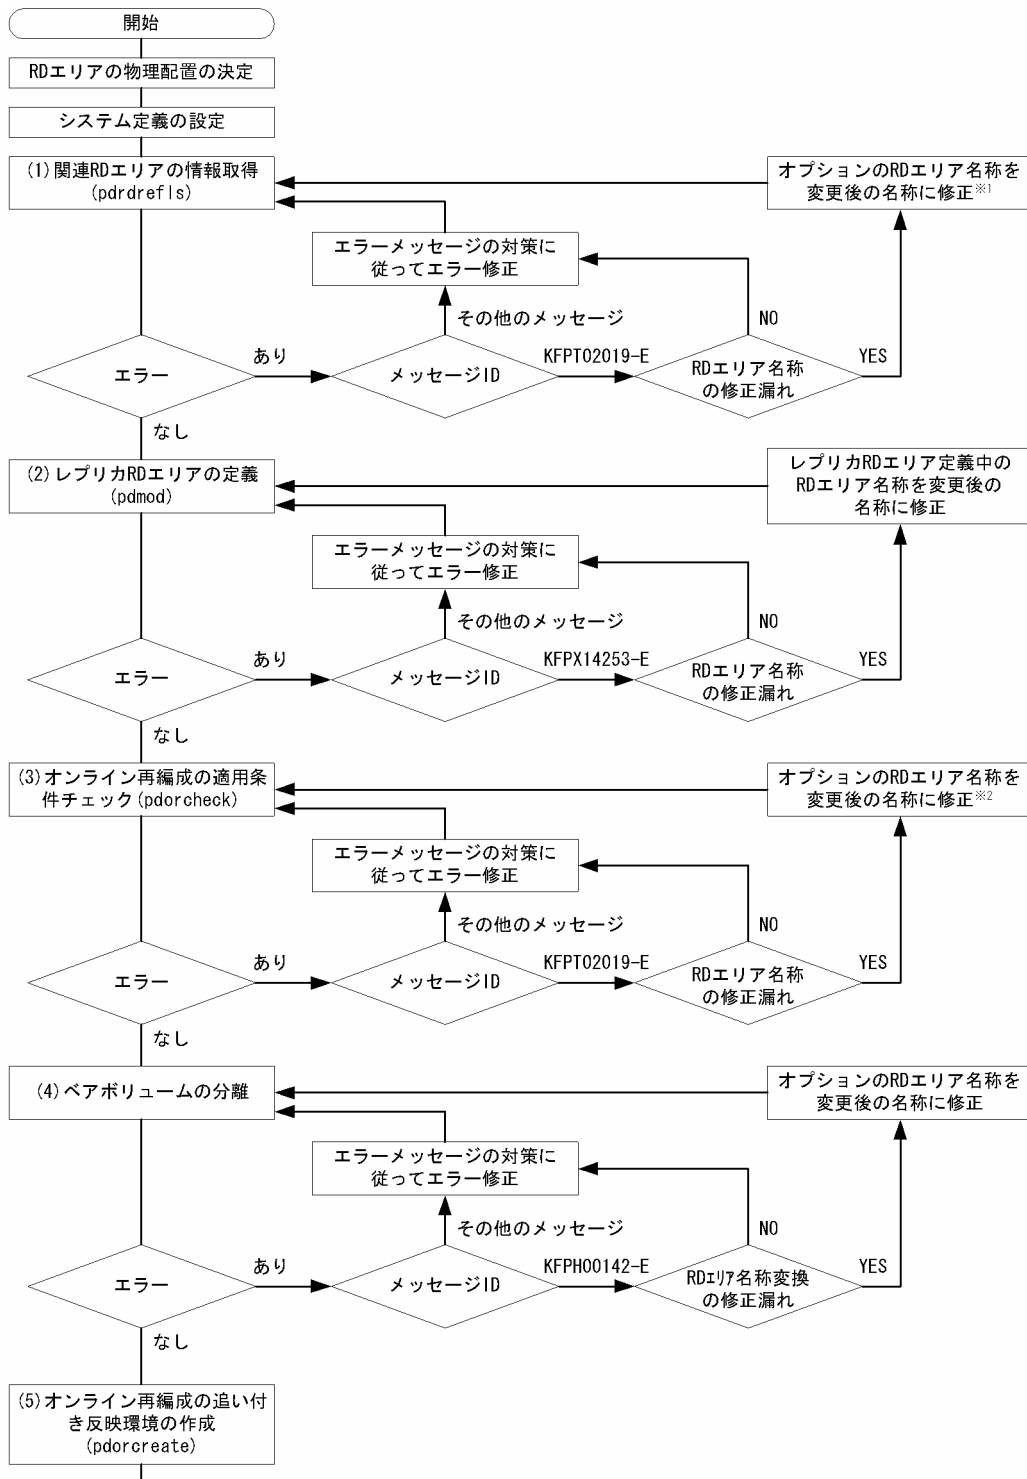 開始
RDエリアの物理配置の決定
システム定義の設定
(1)関連RDエリアの情報取得
(pdrdrefls)
オプションのRDエリア名称を
変更後の名称に修正※1
エラーメッセージの対策に
従ってエラー修正
その他のメッセージ
NO
エラー
あり
メッセージID
KFPT02019-E
RDエリア名称
の修正漏れ
YES
なし
(2)レプリカRDエリアの定義
(pdmod)
レプリカRDエリア定義中の
RDエリア名称を変更後の
名称に修正
エラーメッセージの対策に
従ってエラー修正
その他のメッセージ
NO
エラー
あり
メッセージID
KFPX14253-E
RDエリア名称
の修正漏れ
YES
なし
(3)オンライン再編成の適用条
件チェック(pdorcheck)
オプションのRDエリア名称を
変更後の名称に修正※2
エラーメッセージの対策に
従ってエラー修正
その他のメッセージ
NO
エラー
あり
メッセージID
KFPT02019-E
RDエリア名称
の修正漏れ
YES
なし
(4)ペアボリュームの分離
オプションのRDエリア名称を
変更後の名称に修正
エラーメッセージの対策に
従ってエラー修正
その他のメッセージ
NO
エラー
あり
メッセージID
KFPH00142-E
RDｴﾘｱ名称変換
の修正漏れ
YES
なし
(5)オンライン再編成の追い付
き反映環境の作成
(pdorcreate)